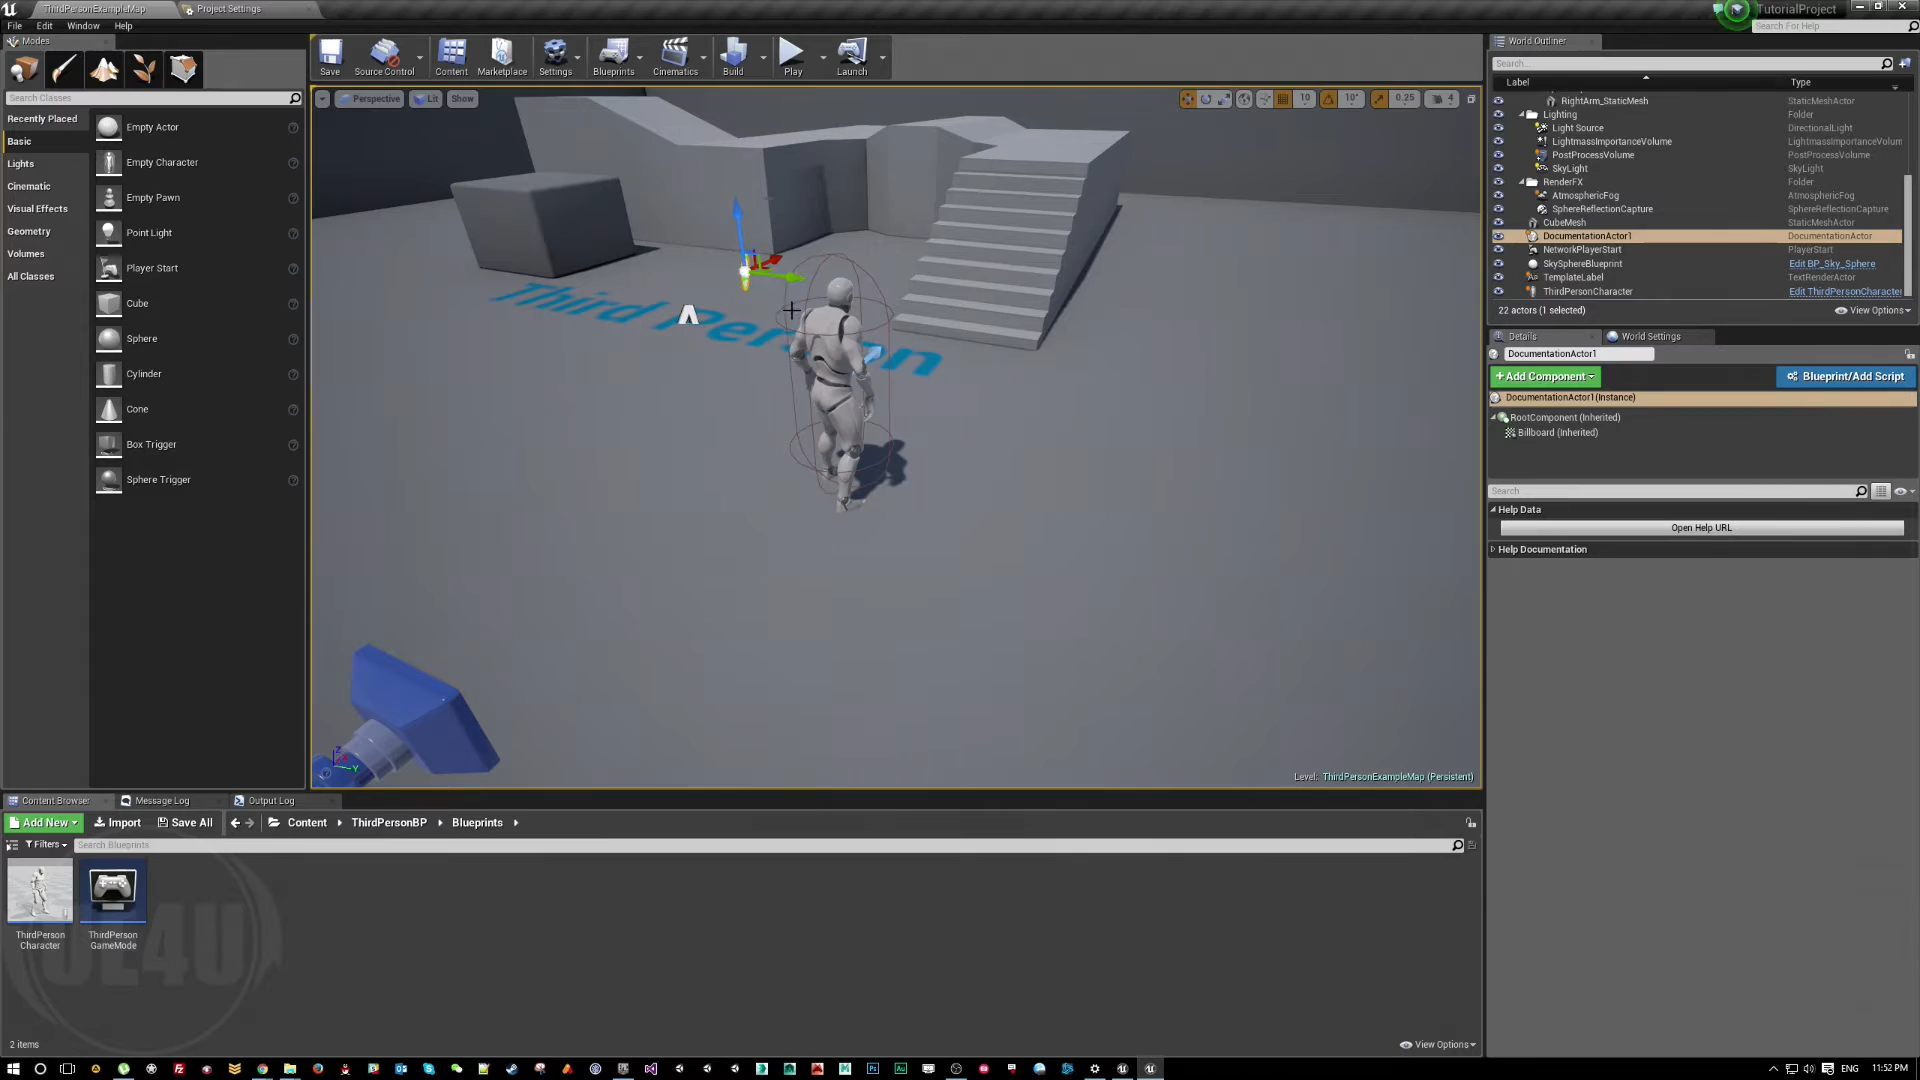 ThirdPersonExampleMap
Project Settings
TutorialProject
File Edit Window Help
Search For Help
Modes
Search Classes
Recently Placed
Basic
Lights
Cinematic
Visual Effects
Geometry
Volumes
All Classes
Empty Actor
Empty Character
Empty Pawn
Point Light
Player Start
Cube
Sphere
Cylinder
Cone
Box Trigger
Sphere Trigger
Save
Source Control
Content
Marketplace
Settings
Blueprints
Cinematics
Build
Play
Launch
Perspective Lit Show
10 10° 0.25 4
Third Person
Level: ThirdPersonExampleMap (Persistent)
World Outliner
Search...
Label Type
RightArm_StaticMesh StaticMeshActor
Lighting Folder
Light Source DirectionalLight
LightmassImportanceVolume LightmassImportanceVolum
PostProcessVolume PostProcessVolume
SkyLight SkyLight
RenderFX Folder
AtmosphericFog AtmosphericFog
SphereReflectionCapture SphereReflectionCapture
CubeMesh StaticMeshActor
DocumentationActor1 DocumentationActor
NetworkPlayerStart PlayerStart
SkySphereBlueprint Edit BP_Sky_Sphere
TemplateLabel TextRenderActor
ThirdPersonCharacter Edit ThirdPersonCharacter
22 actors (1 selected) View Options
Details World Settings
DocumentationActor1
+Add Component Blueprint/Add Script
DocumentationActor1(Instance)
RootComponent (Inherited)
Billboard (Inherited)
Search
Help Data
Open Help URL
Help Documentation
Content Browser Message Log Output Log
Add New Import Save All Content ThirdPersonBP Blueprints
Filters Search Blueprints
ThirdPerson
Character
ThirdPerson
GameMode
UE4U
2 items View Options
ENG 11:52 PM